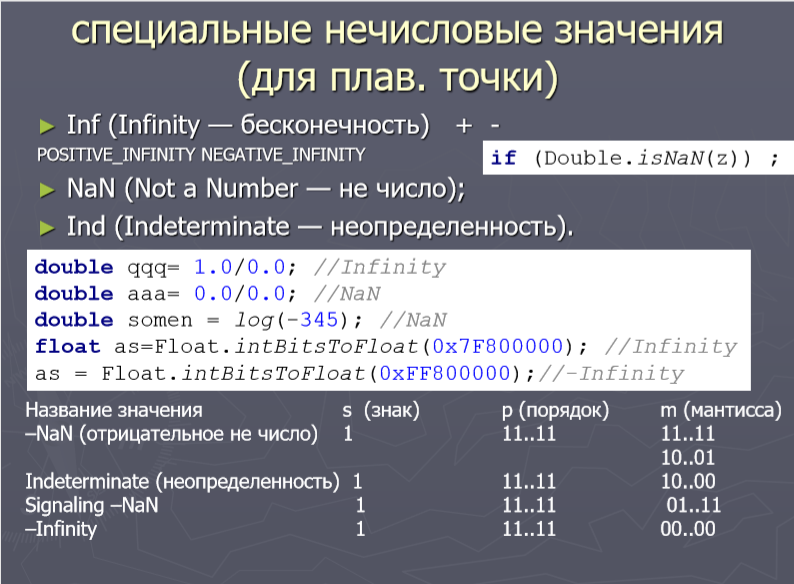 специальные нечисловые значения
(для плав. точки)
► Inf (Infinity — бесконечность)   + -
POSITIVE_INFINITY NEGATIVE_INFINITY
if (Double.isNaN(z)) ;
► NaN (Not a Number — не число);
► Ind (Indeterminate — неопределенность).
double qqq= 1.0/0.0; //Infinity
double aaa= 0.0/0.0; //NaN
double somen = log(-345); //NaN
float as=Float.intBitsToFloat(0x7F800000); //Infinity
as = Float.intBitsToFloat(0xFF800000);//-Infinity
Название значения s (знак) p (порядок) m (мантисса)
–NaN (отрицательное не число) 1 11..11 11..11
10..01
Indeterminate (неопределенность) 1 11..11 10..00
Signaling –NaN 1 11..11 01..11
–Infinity 1 11..11 00..00